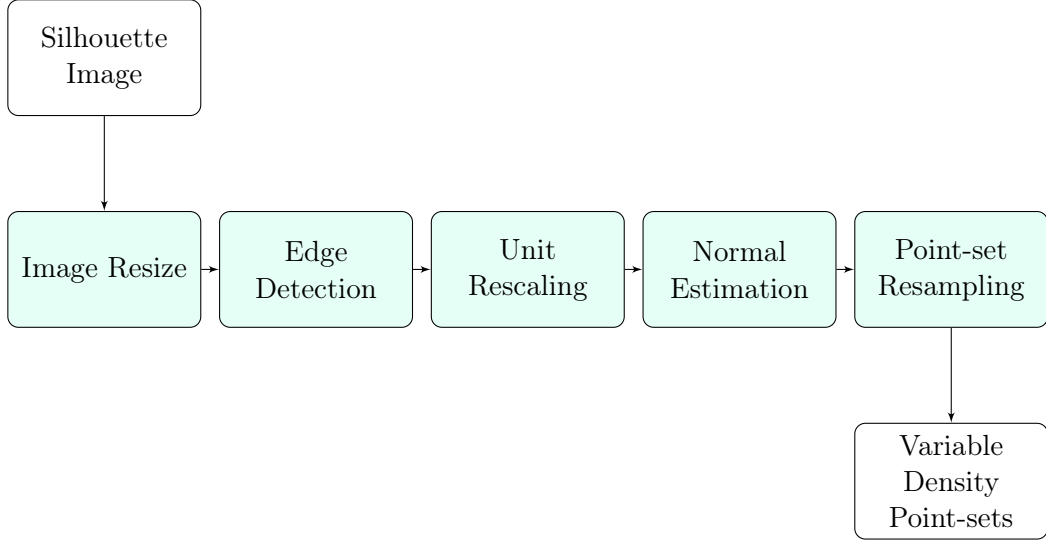 Silhouette
Image
Image Resize
Edge
Detection
Unit
Rescaling
Normal
Estimation
Point-set
Resampling
Variable
Density
Point-sets